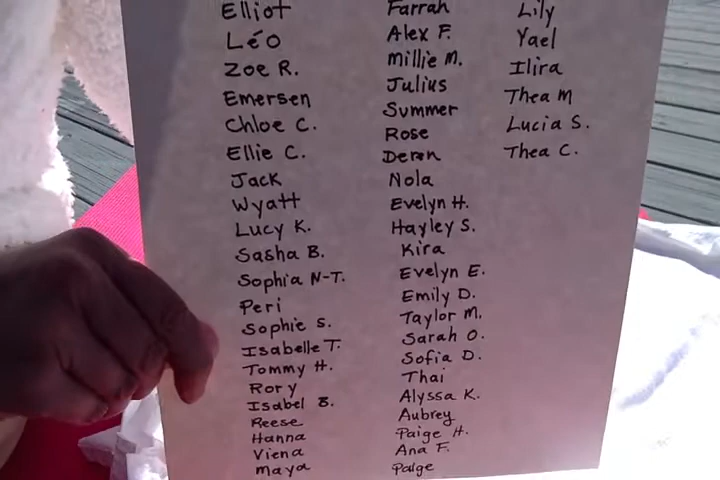 Elliot
Léo
Zoe R.
Emersen
Chloe C.
Ellie C.
Jack
Wyatt
Lucy K.
Sasha B.
Sophia N-T.
Peri
Sophie S.
Isabelle T.
Tommy H.
Rory
Isabel B.
Reese
Hanna
Viena
Maya
Farrah
Alex F.
Millie M.
Julius
Summer
Rose
Deran
Nola
Evelyn H.
Hayley S.
Kira
Evelyn E.
Emily D.
Taylor M.
Sarah O.
Sofia D.
Thai
Alyssa K.
Aubrey
Paige H.
Ana F.
Paige
Lily
Yael
Ilira
Thea M
Lucia S.
Thea C.